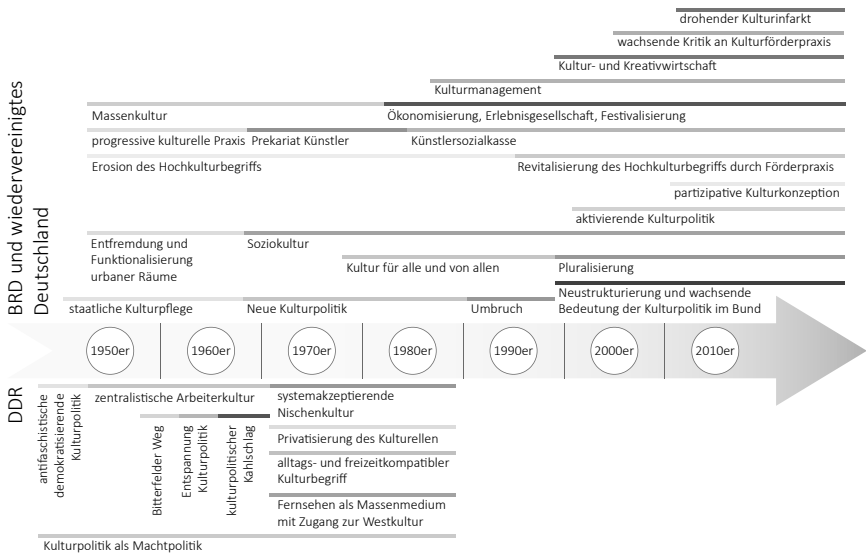 drohender Kulturinfarkt
wachsende Kritik an Kulturförderpraxis
Kultur- und Kreativwirtschaft
Kulturmanagement
Massenkultur
Ökonomisierung, Erlebnisgesellschaft, Festivalisierung
progressive kulturelle Praxis
Prekariat Künstler
Künstlersozialkasse
Erosion des Hochkulturbegriffs
Revitalisierung des Hochkulturbegriffs durch Förderpraxis
partizipative Kulturkonzeption
aktivierende Kulturpolitik
Entfremdung und
Funktionalisierung
urbaner Räume
Soziokultur
Kultur für alle und von allen
Pluralisierung
staatliche Kulturpflege
Neue Kulturpolitik
Umbruch
Neustrukturierung und wachsende
Bedeutung der Kulturpolitik im Bund
BRD und wiedervereinigtes
Deutschland
1950er
1960er
1970er
1980er
1990er
2000er
2010er
DDR
antifaschistische
demokratisierende
Kulturpolitik
zentralistische Arbeiterkultur
Bitterfelder Weg
Entspannung
Kulturpolitik
kulturpolitischer
Kahlschlag
systemakzeptierende
Nischenkultur
Privatisierung des Kulturellen
alltags- und freizeitkompatibler
Kulturbegriff
Fernsehen als Massenmedium
mit Zugang zur Westkultur
Kulturpolitik als Machtpolitik